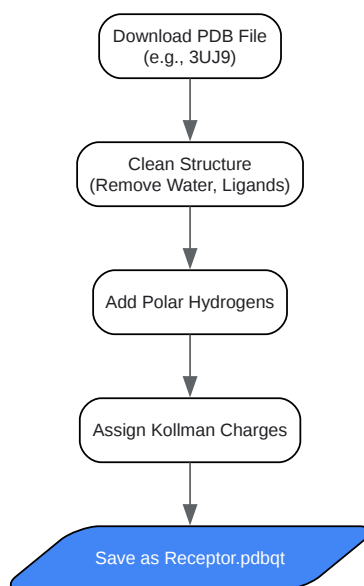 Download PDB File
(e.g., 3UJ9)
Clean Structure
(Remove Water, Ligands)
Add Polar Hydrogens
Assign Kollman Charges
Save as Receptor.pdbqt